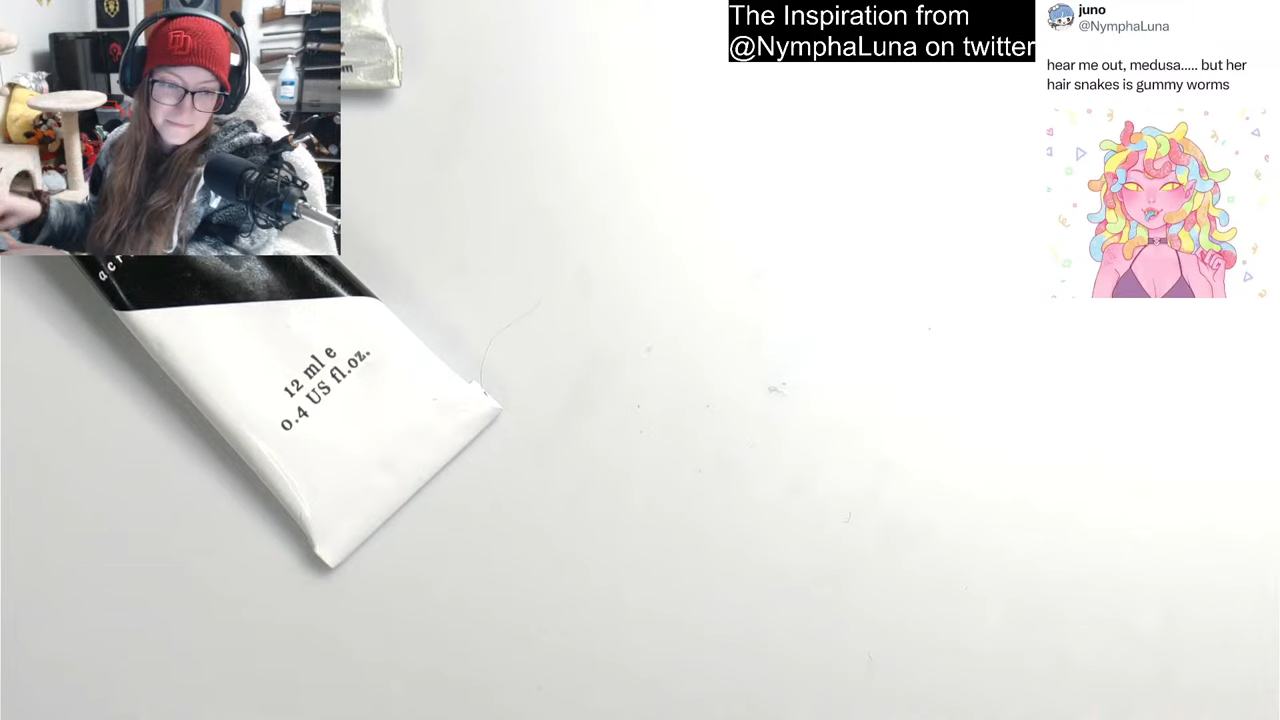 The Inspiration from
@NymphaLuna on twitter
juno
@NymphaLuna
hear me out, medusa..... but her
hair snakes is gummy worms
acr
12 ml e
0.4 US fl.oz.